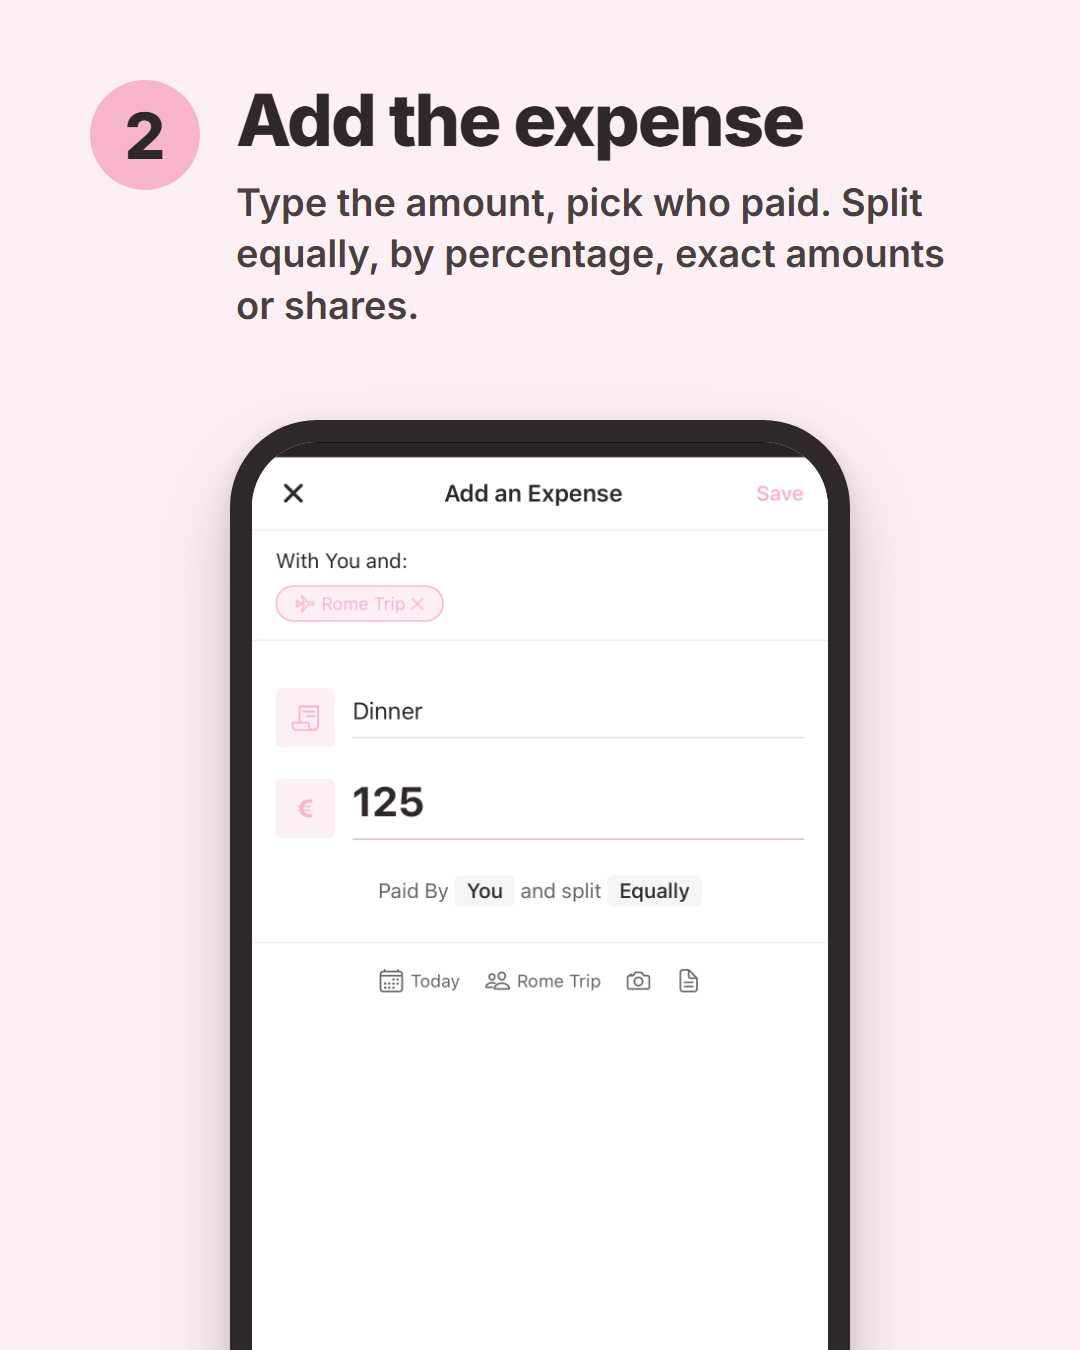 2
Add the expense
Type the amount, pick who paid. Split
equally, by percentage, exact amounts
or shares.
Add an Expense
Save
With You and:
Rome Trip
Dinner
€
125
Paid By You and split Equally
Today Rome Trip